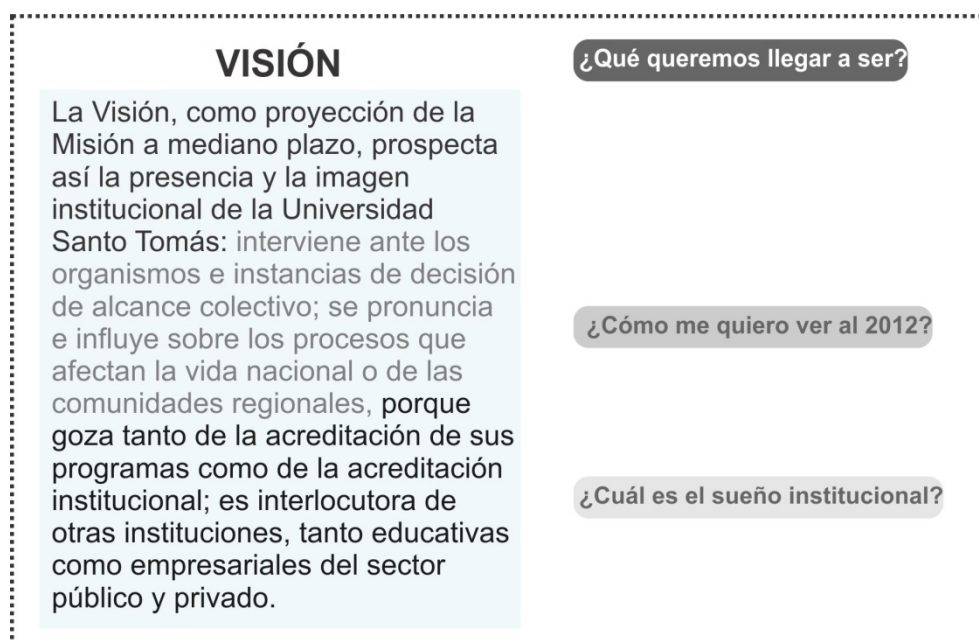 VISIÓN
La Visión, como proyección de la
Misión a mediano plazo, prospecta
así la presencia y la imagen
institucional de la Universidad
Santo Tomás: interviene ante los
organismos e instancias de decisión
de alcance colectivo; se pronuncia
e influye sobre los procesos que
afectan la vida nacional o de las
comunidades regionales, porque
goza tanto de la acreditación de sus
programas como de la acreditación
institucional; es interlocutora de
otras instituciones, tanto educativas
como empresariales del sector
público y privado.
¿Qué queremos llegar a ser?
¿Cómo me quiero ver al 2012?
¿Cuál es el sueño institucional?